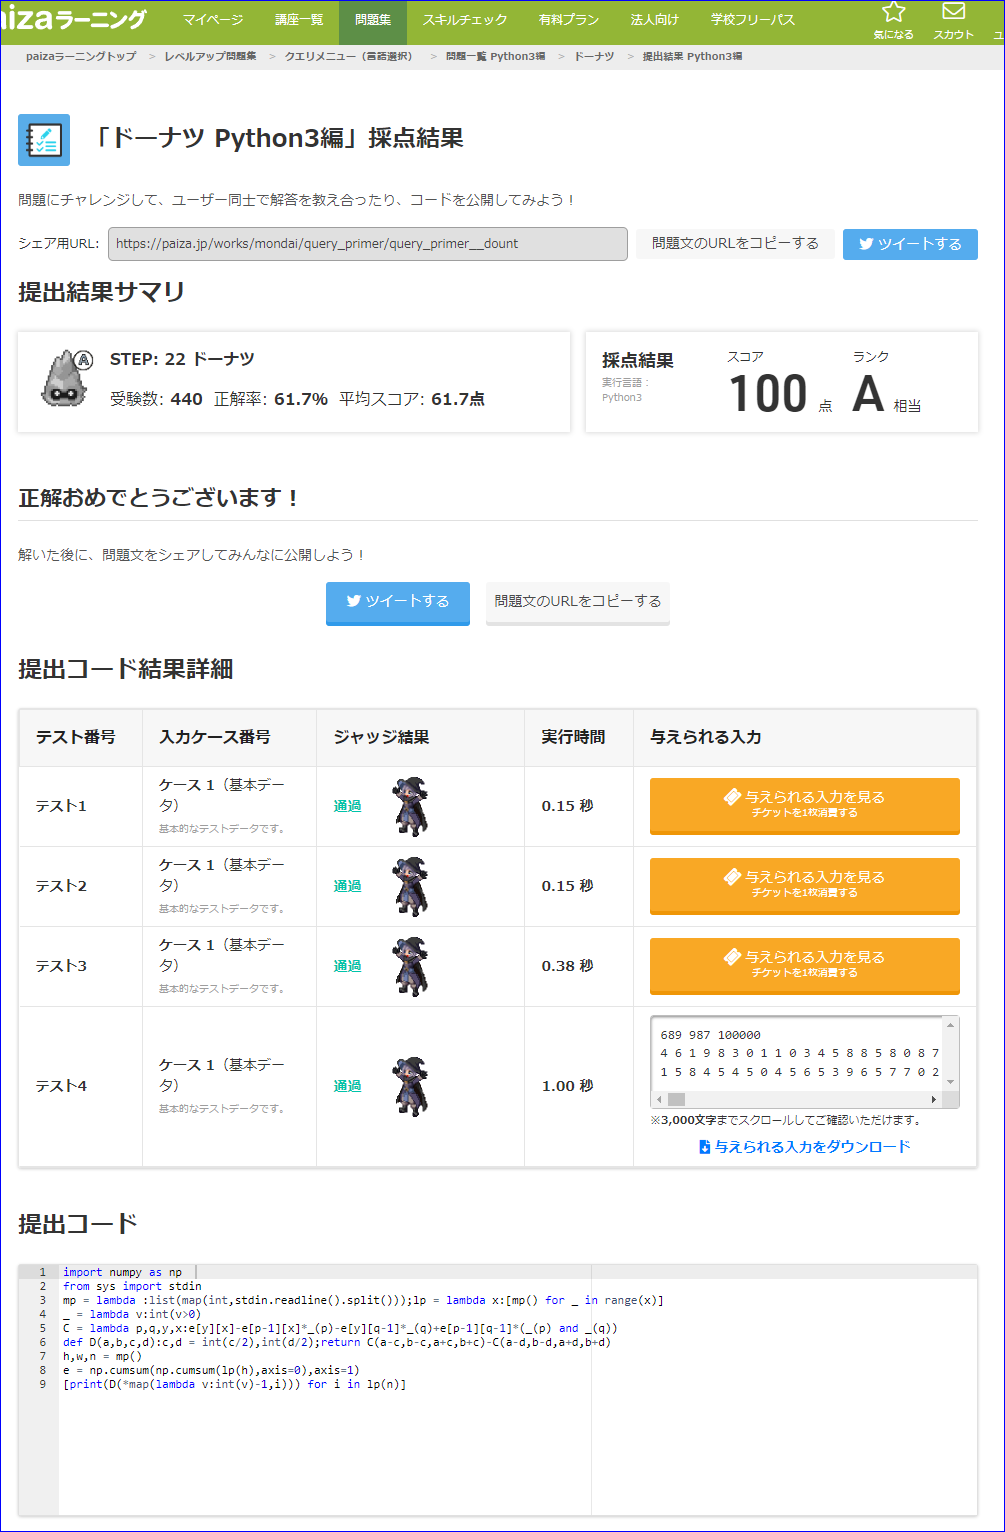 paizaラーニング マイページ 講座一覧 問題集 スキルチェック 有料プラン 法人向け 学校フリーパス 気になる スカウト ユ
paizaラーニングトップ > レベルアップ問題集 > クエリメニュー（言語選択） > 問題一覧 Python3編 > ドーナツ > 提出結果 Python3編
「ドーナツ Python3編」採点結果
問題にチャレンジして、ユーザー同士で解答を教え合ったり、コードを公開してみよう！
シェア用URL: https://paiza.jp/works/mondai/query_primer/query_primer__dount 問題文のURLをコピーする ツイートする
提出結果サマリ
A
STEP: 22 ドーナツ
受験数: 440 正解率: 61.7% 平均スコア: 61.7点
採点結果
実行言語：
Python3
スコア
100 点
ランク
A 相当
正解おめでとうございます！
解いた後に、問題文をシェアしてみんなに公開しよう！
ツイートする 問題文のURLをコピーする
提出コード結果詳細
テスト番号 入力ケース番号 ジャッジ結果 実行時間 与えられる入力
テスト1
ケース 1（基本デー
タ）
基本的なテストデータです。
通過
0.15 秒
与えられる入力を見る
チケットを1枚消費する
テスト2
ケース 1（基本デー
タ）
基本的なテストデータです。
通過
0.15 秒
与えられる入力を見る
チケットを1枚消費する
テスト3
ケース 1（基本デー
タ）
基本的なテストデータです。
通過
0.38 秒
与えられる入力を見る
チケットを1枚消費する
テスト4
ケース 1（基本デー
タ）
基本的なテストデータです。
通過
1.00 秒
689 987 100000
4 6 1 9 8 3 0 1 1 0 3 4 5 8 8 5 8 0 8 7
1 5 8 4 5 4 5 0 4 5 6 5 3 9 6 5 7 7 0 2
※3,000文字までスクロールしてご確認いただけます。
与えられる入力をダウンロード
提出コード
1 import numpy as np
2 from sys import stdin
3 mp = lambda :list(map(int,stdin.readline().split()));lp = lambda x:[mp() for _ in range(x)]
4 _ = lambda v:int(v>0)
5 C = lambda p,q,y,x:e[y][x]-e[p-1][x]*_(p)-e[y][q-1]*_(q)+e[p-1][q-1]*(_(p) and _(q))
6 def D(a,b,c,d):c,d = int(c/2),int(d/2);return C(a-c,b-c,a+c,b+c)-C(a-d,b-d,a+d,b+d)
7 h,w,n = mp()
8 e = np.cumsum(np.cumsum(lp(h),axis=0),axis=1)
9 [print(D(*map(lambda v:int(v)-1,i))) for i in lp(n)]